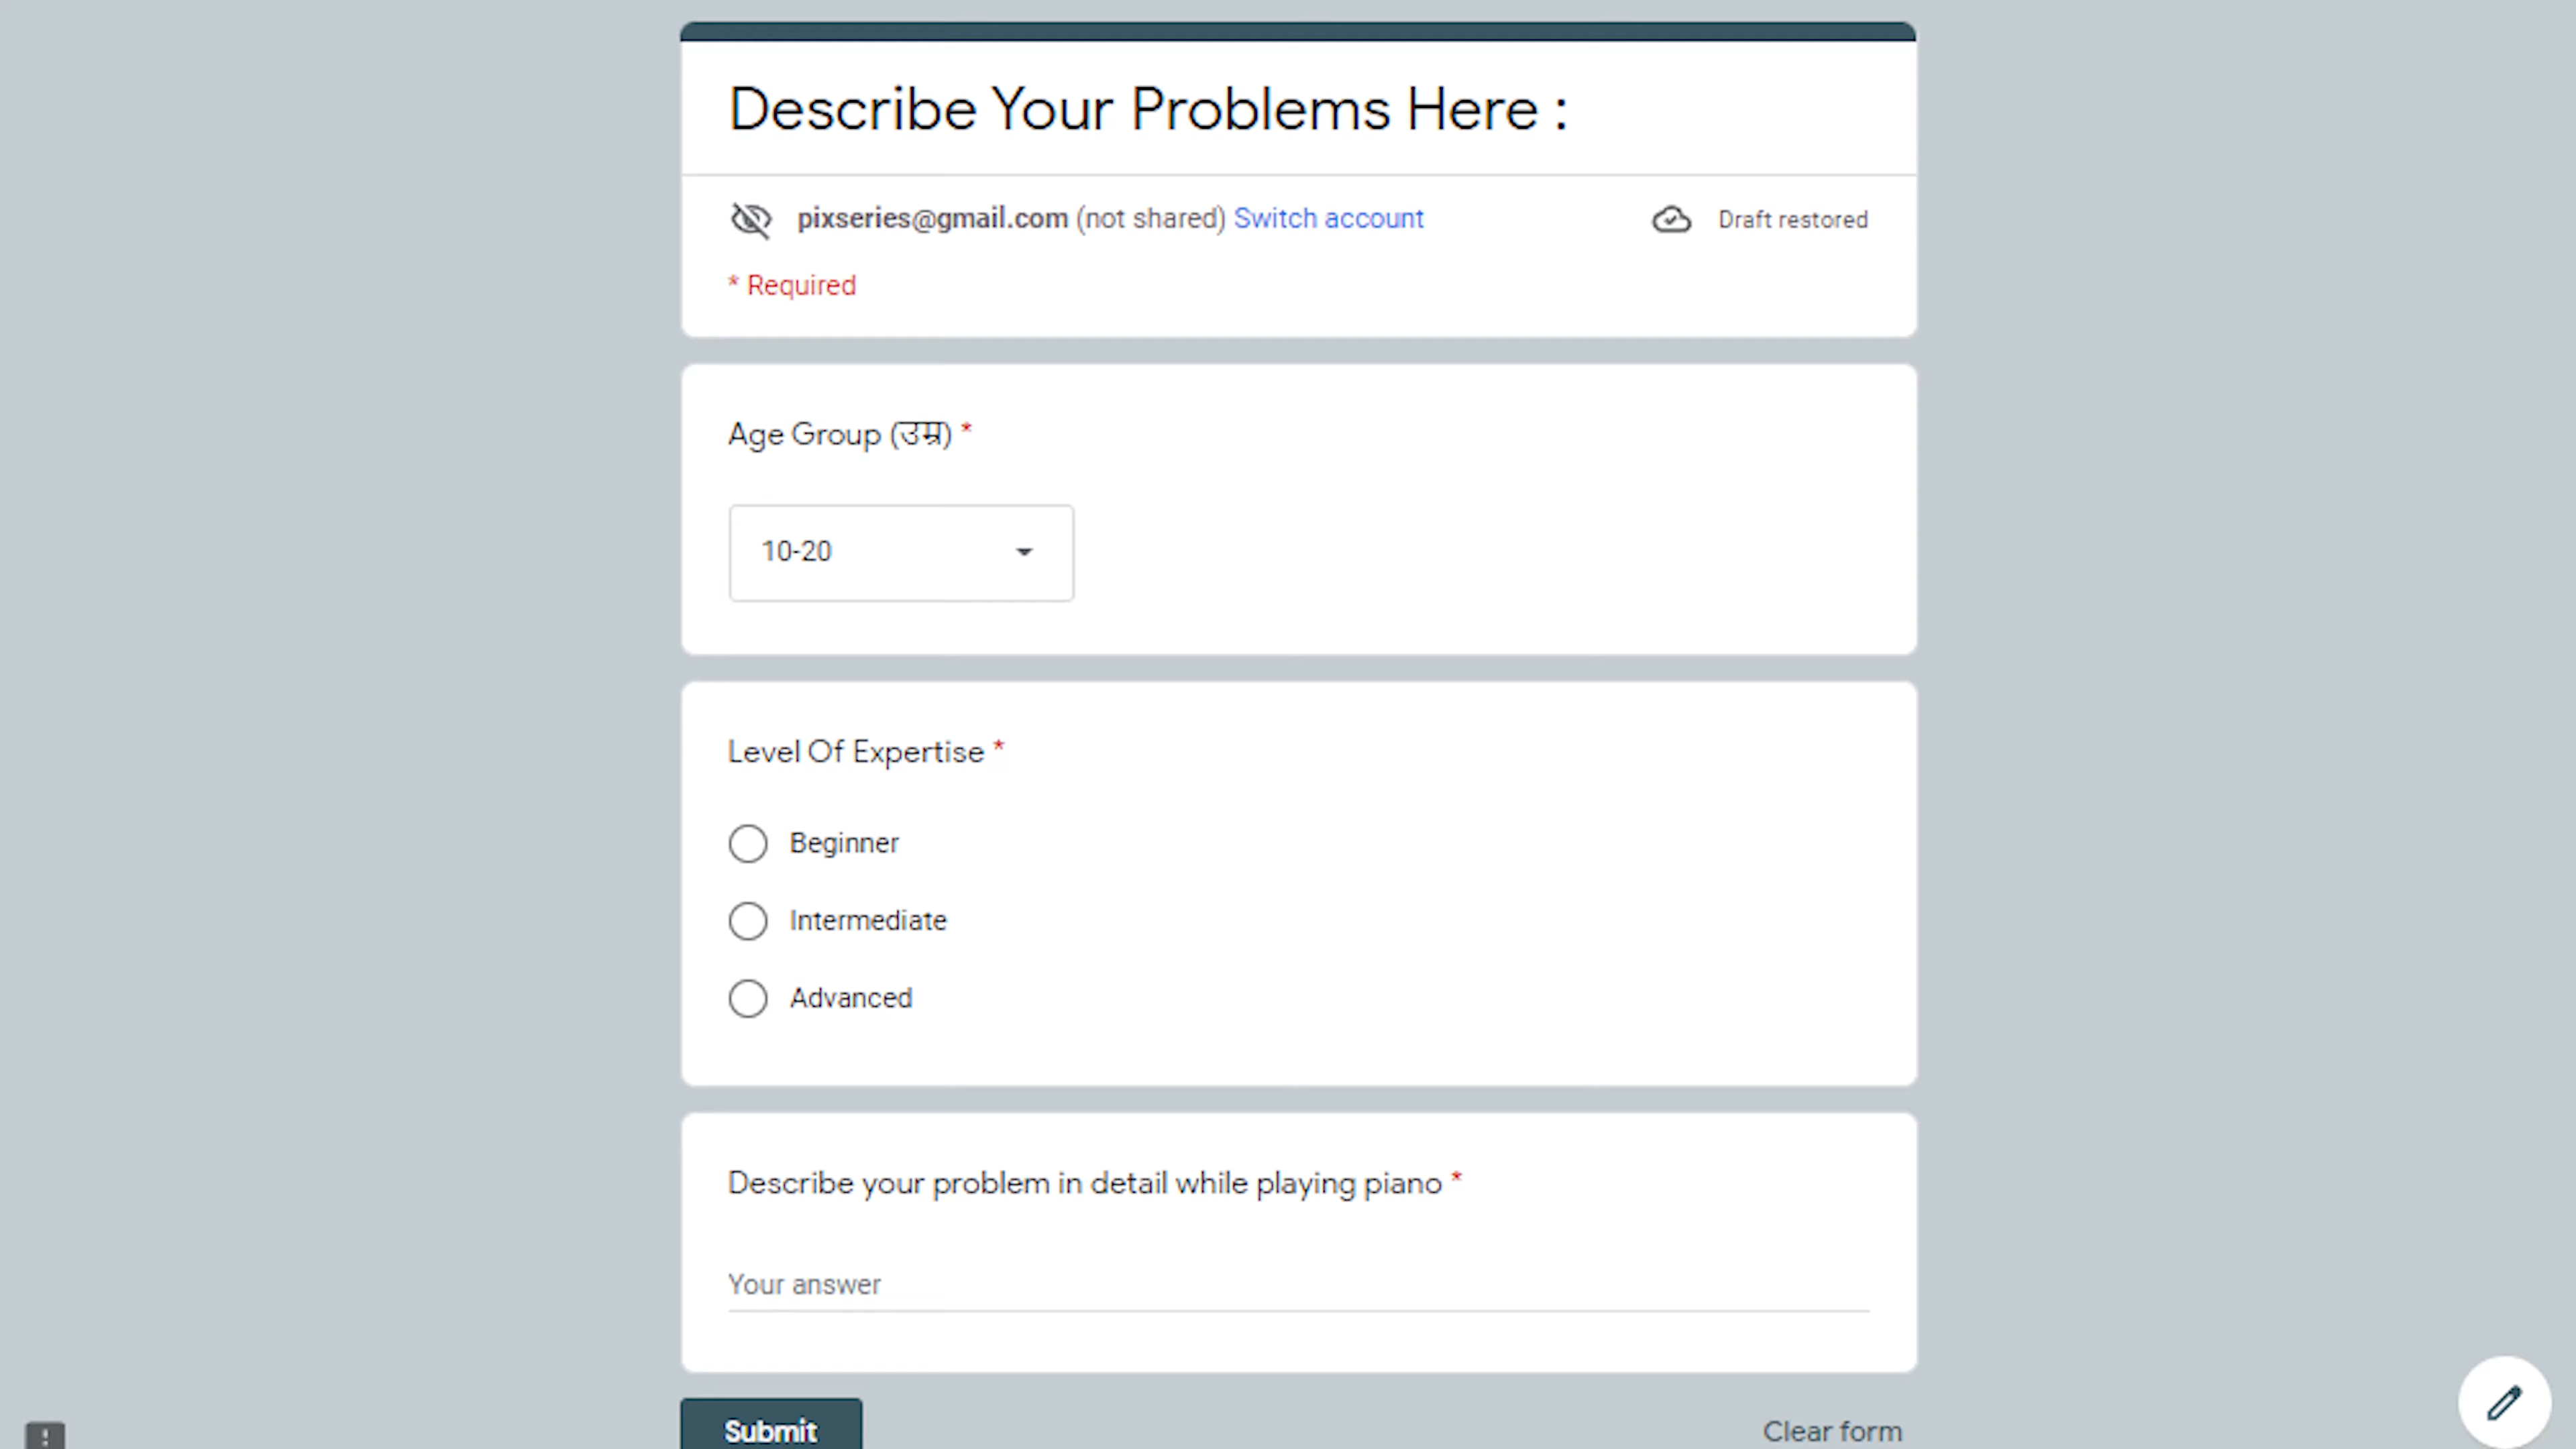 Describe Your Problems Here :
pixseries@gmail.com (not shared) Switch account
Draft restored
* Required
Age Group (उम्र) *
10-20
Level Of Expertise *
Beginner
Intermediate
Advanced
Describe your problem in detail while playing piano *
Your answer
Submit
Clear form